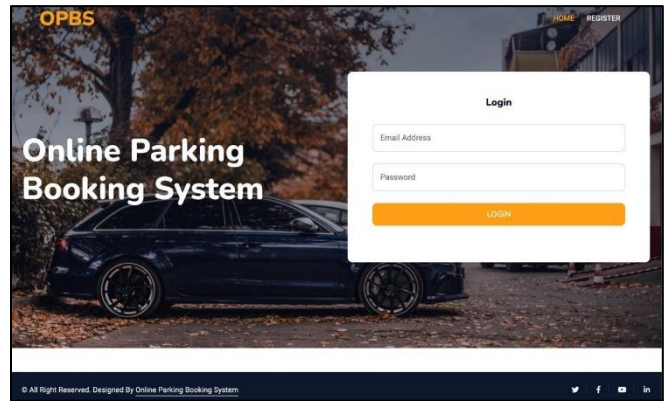 OPBS
HOME REGISTER
Login
Email Address
Online Parking
Booking System
Password
LOGIN
© All Right Reserved. Designed By Online Parking Booking System